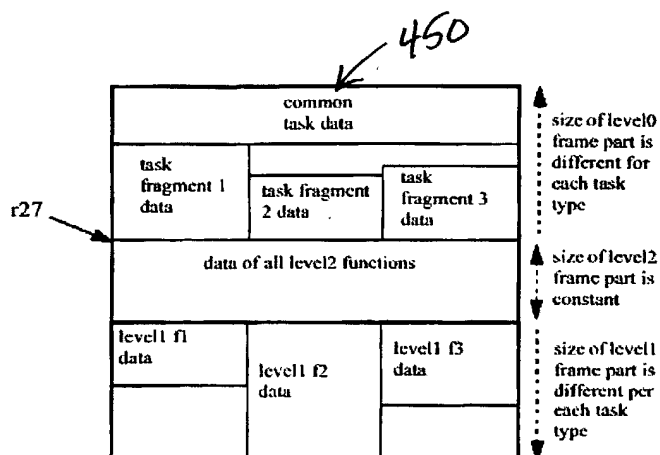 450
common
task data
size of level0
frame part is
different for
each task
type
task
fragment 1
data
task fragment
2 data
task
fragment 3
data
r27
data of all level2 functions
size of level2
frame part is
constant
level1 f1
data
level1 f2
data
level1 f3
data
size of level1
frame part is
different per
each task
type